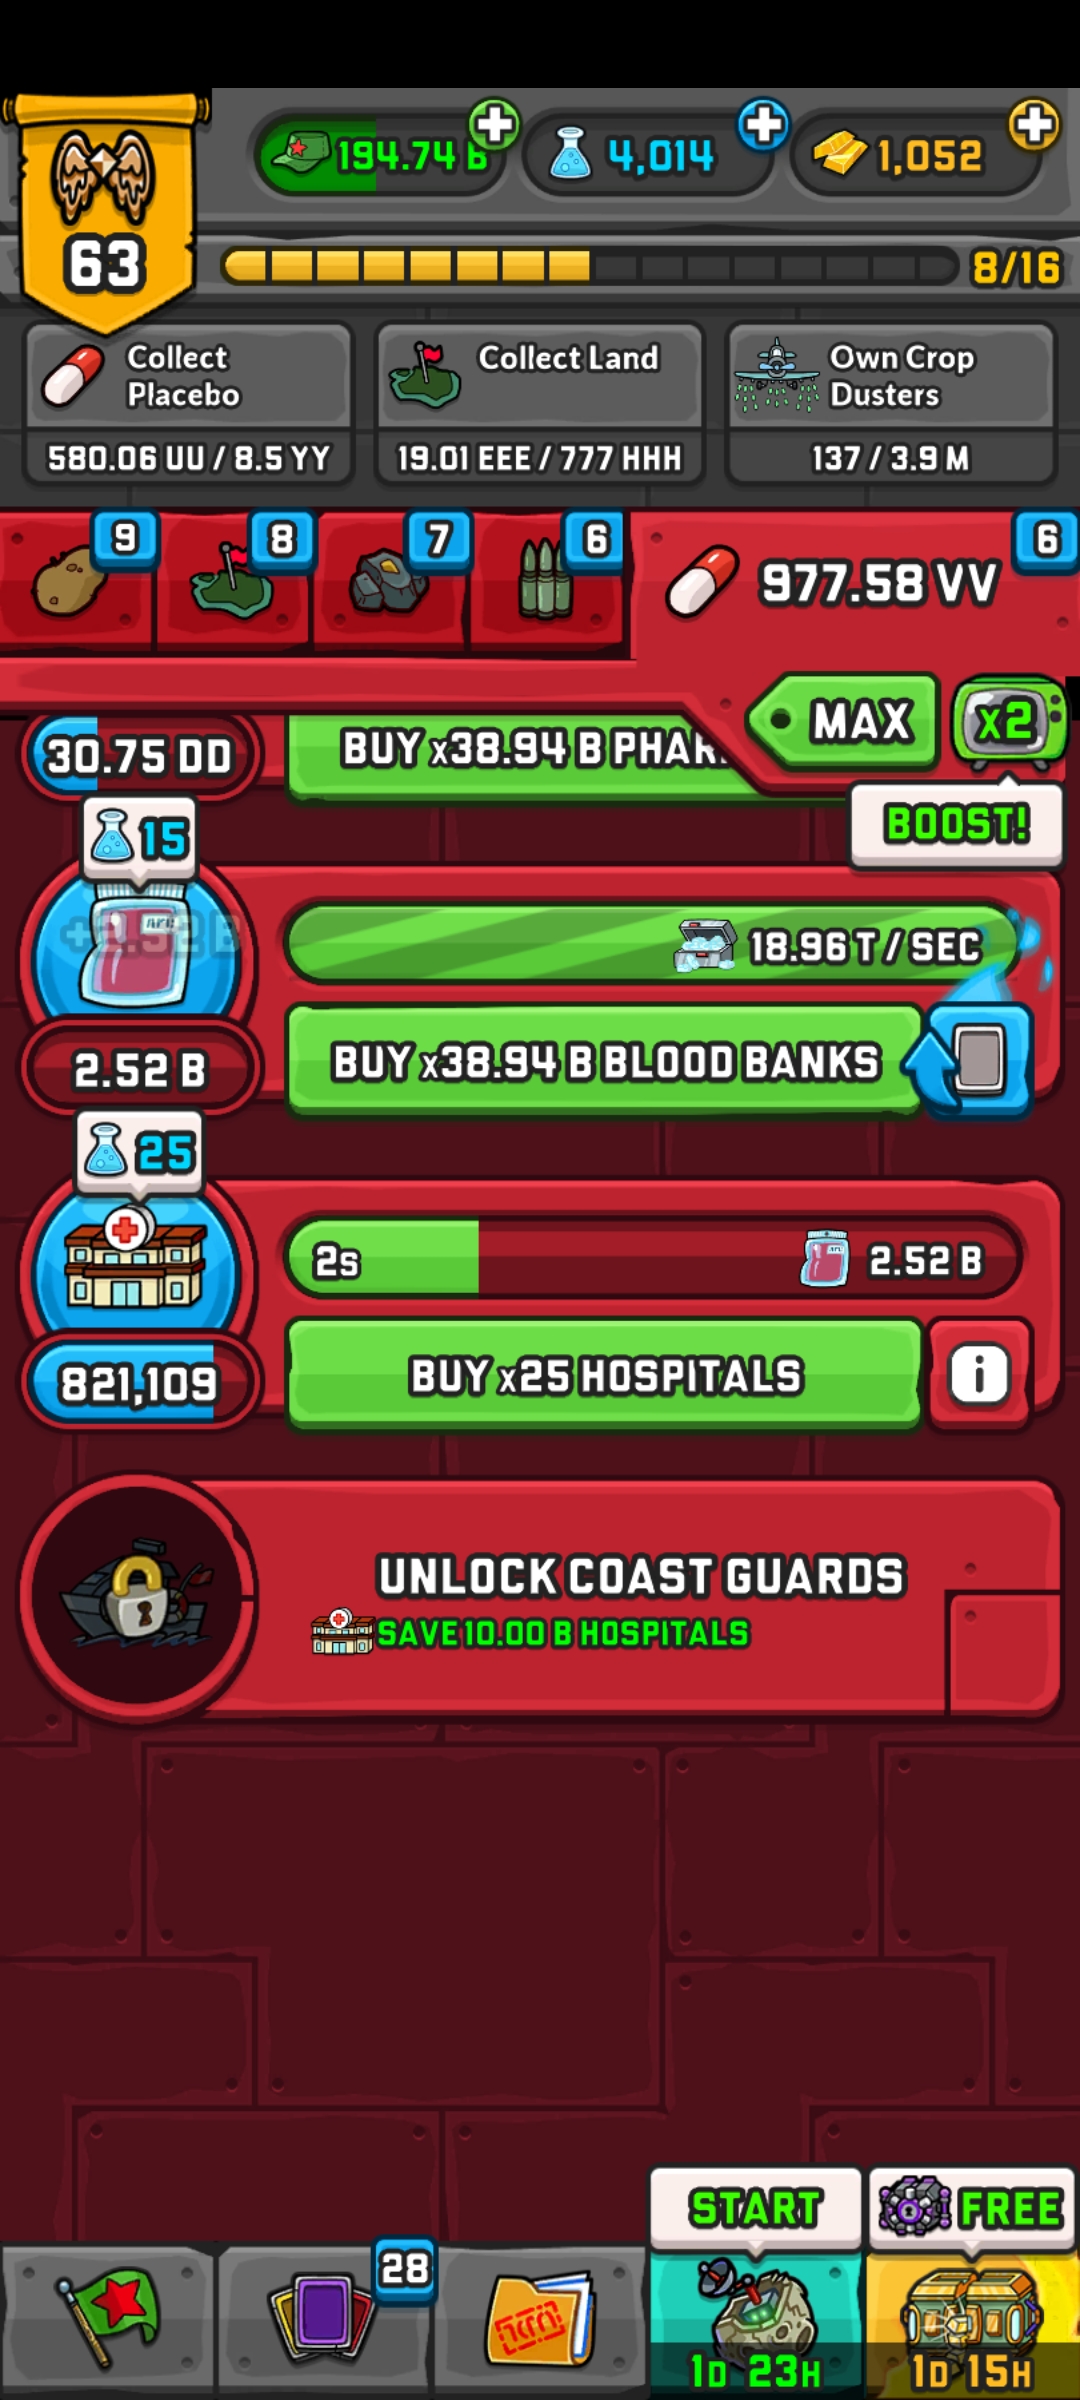 194.74 B
4,014
1,052
63
8/16
Collect
Placebo
580.06 UU / 8.5 YY
Collect Land
19.01 EEE / 777 HHH
Own Crop
Dusters
137 / 3.9 M
9
8
7
6
977.58 VV
6
MAX
x2
BOOST!
30.75 DD
BUY x38.94 B PHAR
15
+2.52 B
18.96 T / SEC
2.52 B
BUY x38.94 B BLOOD BANKS
25
2s
2.52 B
821,109
BUY x25 HOSPITALS
i
UNLOCK COAST GUARDS
SAVE 10.00 B HOSPITALS
START
FREE
28
1D 23H
1D 15H